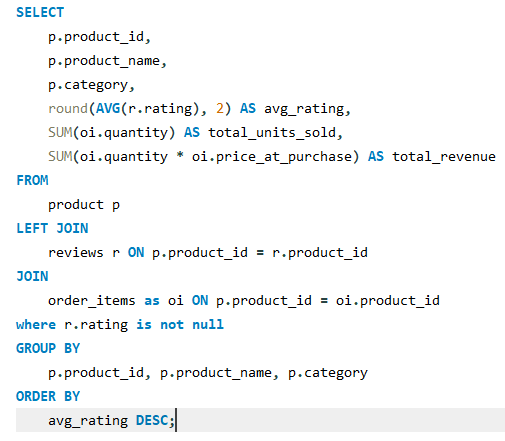 SELECT
p.product_id,
p.product_name,
p.category,
round(AVG(r.rating), 2) AS avg_rating,
SUM(oi.quantity) AS total_units_sold,
SUM(oi.quantity * oi.price_at_purchase) AS total_revenue
FROM
product p
LEFT JOIN
reviews r ON p.product_id = r.product_id
JOIN
order_items as oi ON p.product_id = oi.product_id
where r.rating is not null
GROUP BY
p.product_id, p.product_name, p.category
ORDER BY
avg_rating DESC;